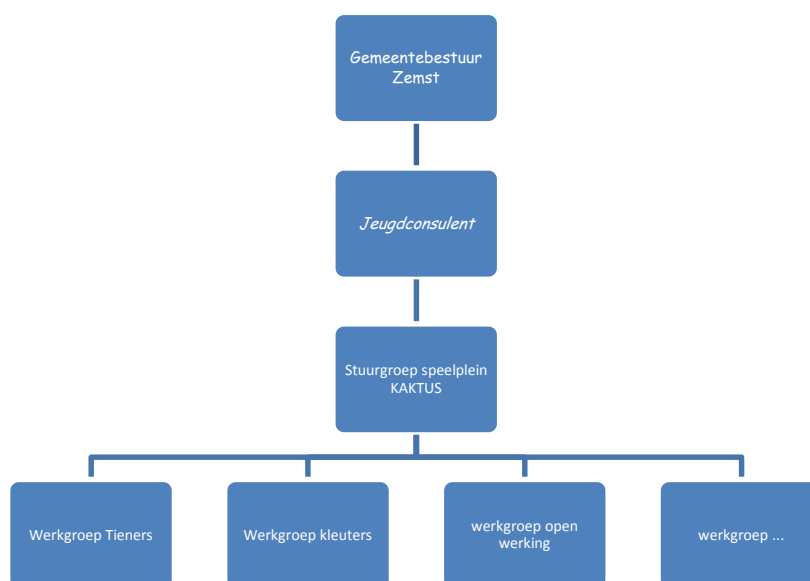 Gemeentebestuur
Zemst
Jeugdconsulent
Stuurgroep speelplein
KAKTUS
Werkgroep Tieners
Werkgroep kleuters
werkgroep open
werking
werkgroep ...